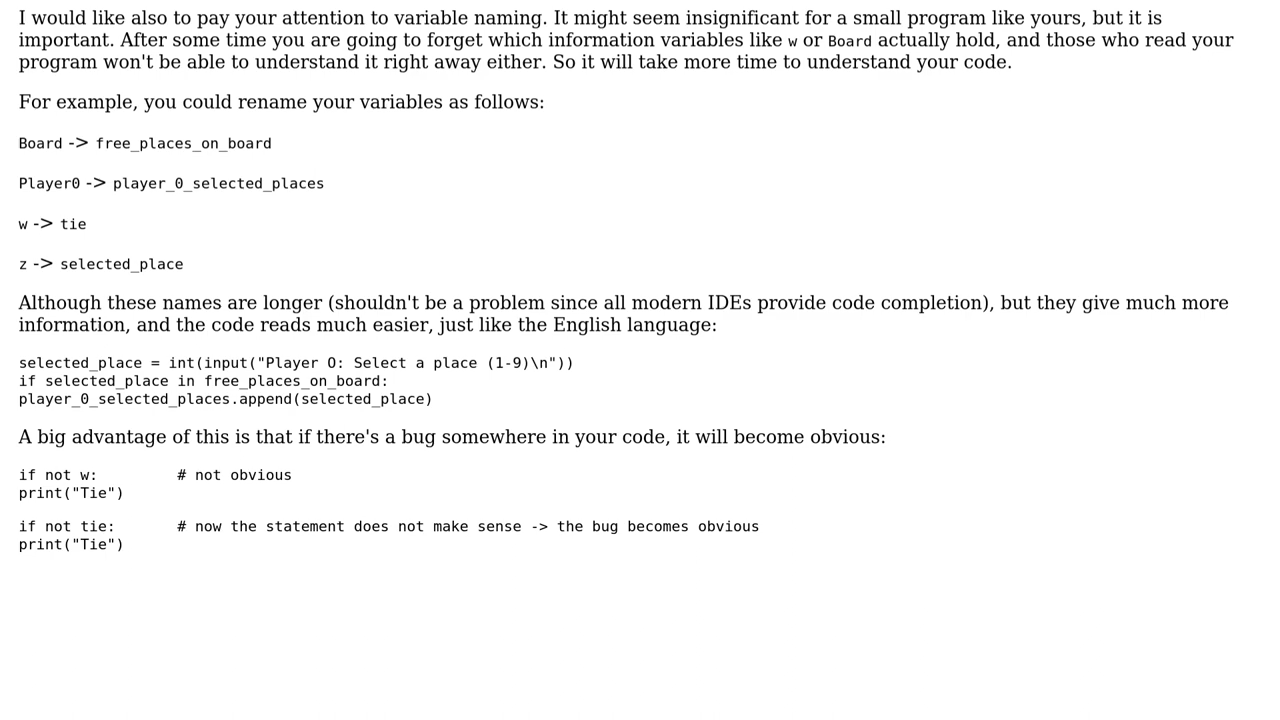 I would like also to pay your attention to variable naming. It might seem insignificant for a small program like yours, but it is
important. After some time you are going to forget which information variables like w or Board actually hold, and those who read your
program won't be able to understand it right away either. So it will take more time to understand your code.
For example, you could rename your variables as follows:
Board -> free_places_on_board
Player0 -> player_0_selected_places
w -> tie
z -> selected_place
Although these names are longer (shouldn't be a problem since all modern IDEs provide code completion), but they give much more
information, and the code reads much easier, just like the English language:
selected_place = int(input("Player O: Select a place (1-9)\n"))
if selected_place in free_places_on_board:
player_0_selected_places.append(selected_place)
A big advantage of this is that if there's a bug somewhere in your code, it will become obvious:
if not w:         # not obvious
print("Tie")
if not tie:       # now the statement does not make sense -> the bug becomes obvious
print("Tie")